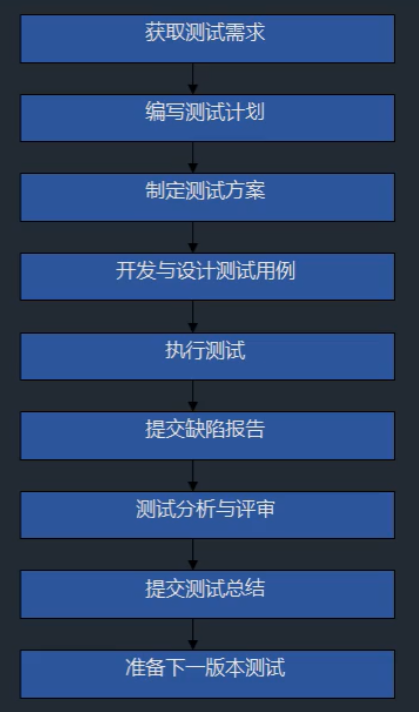 获取测试需求
编写测试计划
制定测试方案
开发与设计测试用例
执行测试
提交缺陷报告
测试分析与评审
提交测试总结
准备下一版本测试